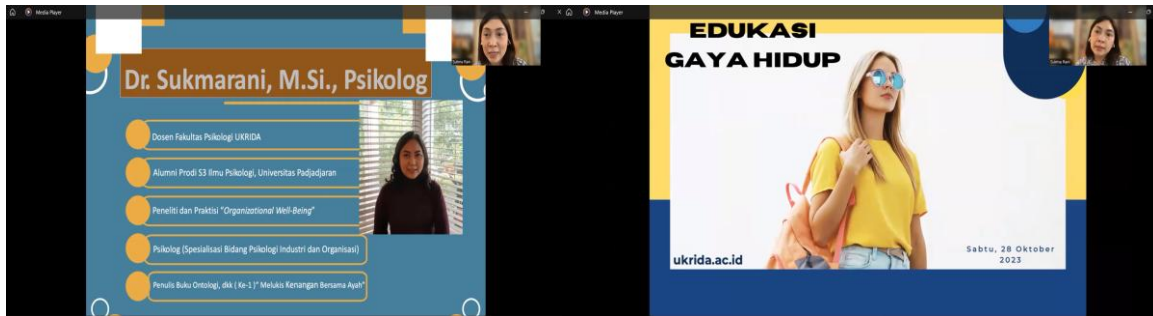 Media Player
Dr. Sukmarani, M.Si., Psikolog
Dosen Fakultas Psikologi UKRIDA
Alumni Prodi S3 Ilmu Psikologi, Universitas Padjadjaran
Peneliti dan Praktisi "Organizational Well-Being"
Psikolog (Spesialisasi Bidang Psikologi Industri dan Organisasi)
Penulis Buku Ontologi, dkk ( Ke-1 )" Melukis Kenangan Bersama Ayah"
Media Player
EDUKASI
GAYA HIDUP
ukrida.ac.id
Sabtu, 28 Oktober
2023